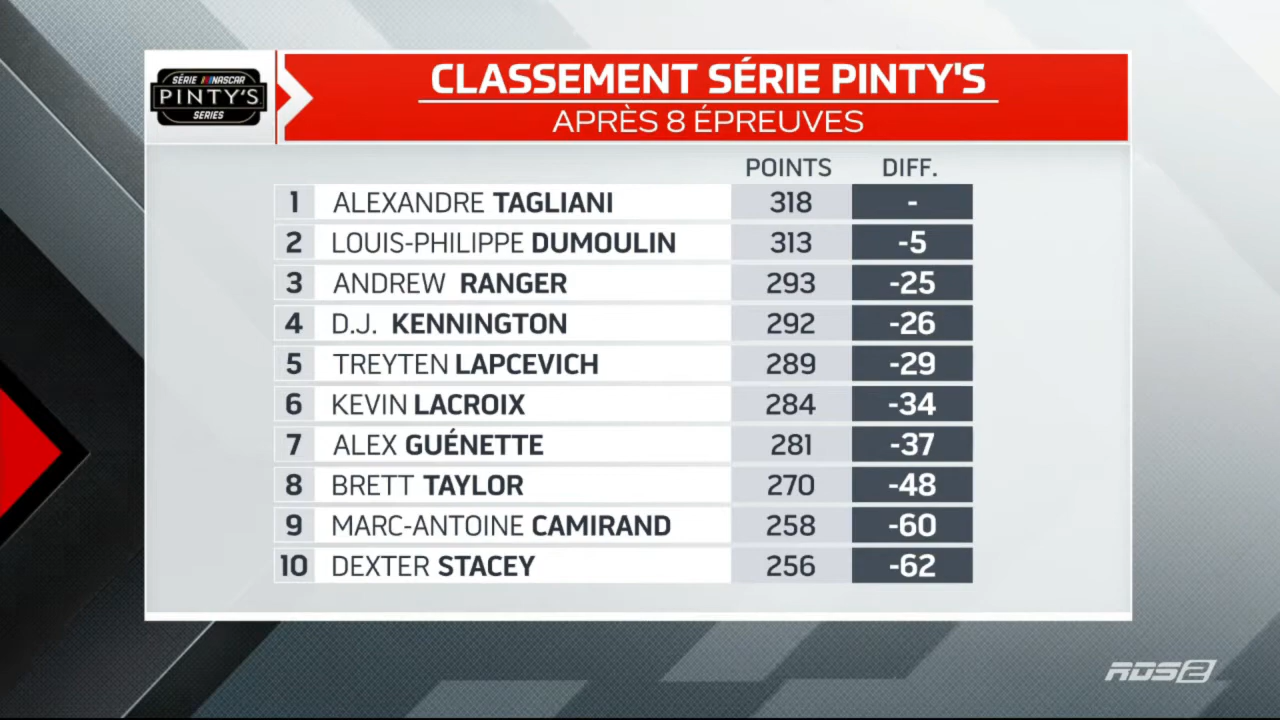 SÉRIE NASCAR
PINTY'S
SERIES
CLASSEMENT SÉRIE PINTY'S
APRÈS 8 ÉPREUVES
POINTS DIFF.
1 ALEXANDRE TAGLIANI 318 -
2 LOUIS-PHILIPPE DUMOULIN 313 -5
3 ANDREW RANGER 293 -25
4 D.J. KENNINGTON 292 -26
5 TREYTEN LAPCEVICH 289 -29
6 KEVIN LACROIX 284 -34
7 ALEX GUÉNETTE 281 -37
8 BRETT TAYLOR 270 -48
9 MARC-ANTOINE CAMIRAND 258 -60
10 DEXTER STACEY 256 -62
RDS2